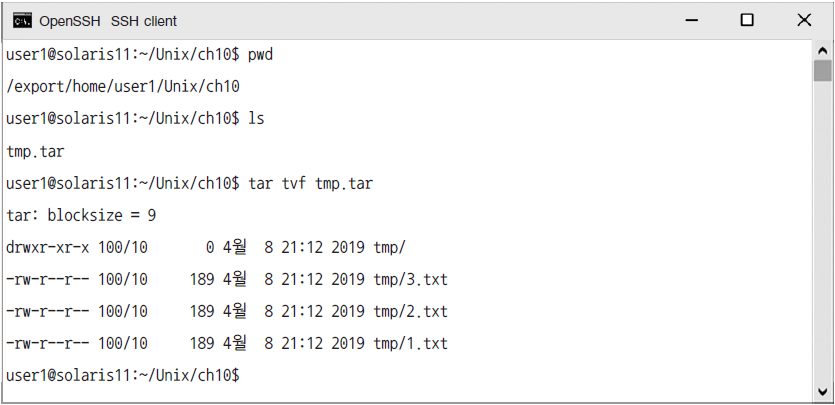 OpenSSH SSH client
user1@solaris11:~/Unix/ch10$ pwd
/export/home/user1/Unix/ch10
user1@solaris11:~/Unix/ch10$ ls
tmp.tar
user1@solaris11:~/Unix/ch10$ tar tvf tmp.tar
tar: blocksize = 9
drwxr-xr-x 100/10       0 4월  8 21:12 2019 tmp/
-rw-r--r-- 100/10     189 4월  8 21:12 2019 tmp/3.txt
-rw-r--r-- 100/10     189 4월  8 21:12 2019 tmp/2.txt
-rw-r--r-- 100/10     189 4월  8 21:12 2019 tmp/1.txt
user1@solaris11:~/Unix/ch10$